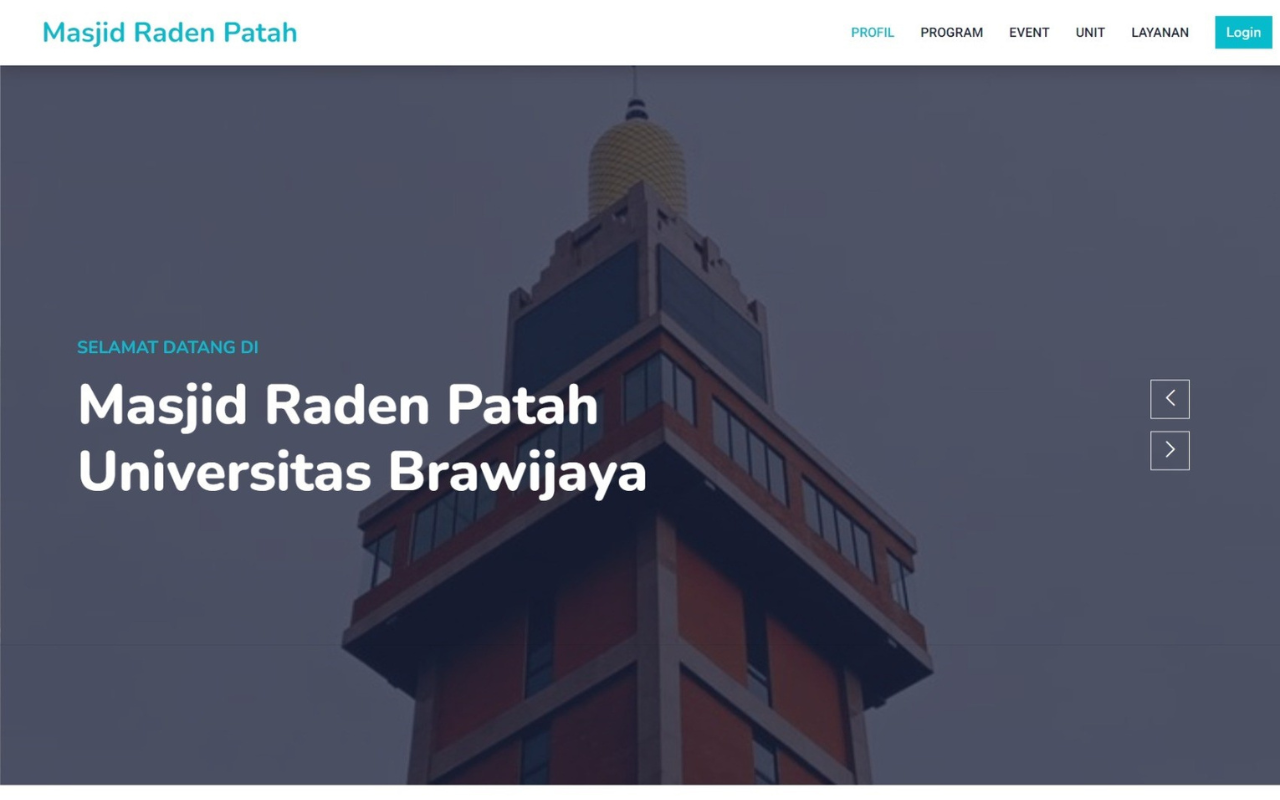 Masjid Raden Patah
PROFIL PROGRAM EVENT UNIT LAYANAN Login
SELAMAT DATANG DI
Masjid Raden Patah
Universitas Brawijaya